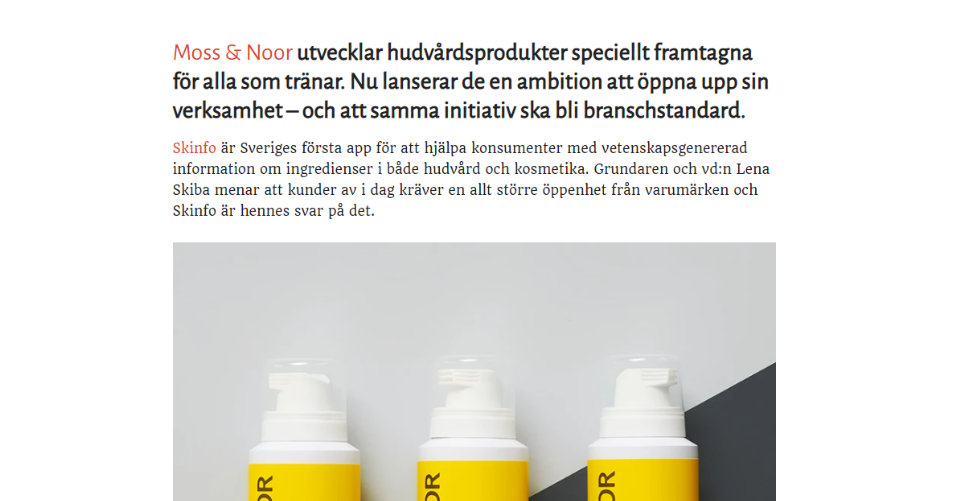 Moss & Noor utvecklar hudvårdsprodukter speciellt framtagna
för alla som tränar. Nu lanserar de en ambition att öppna upp sin
verksamhet – och att samma initiativ ska bli branschstandard.
Skinfo är Sveriges första app för att hjälpa konsumenter med vetenskapsgenererad
information om ingredienser i både hudvård och kosmetika. Grundaren och vd:n Lena
Skiba menar att kunder av i dag kräver en allt större öppenhet från varumärken och
Skinfo är hennes svar på det.
OR
OR
OR